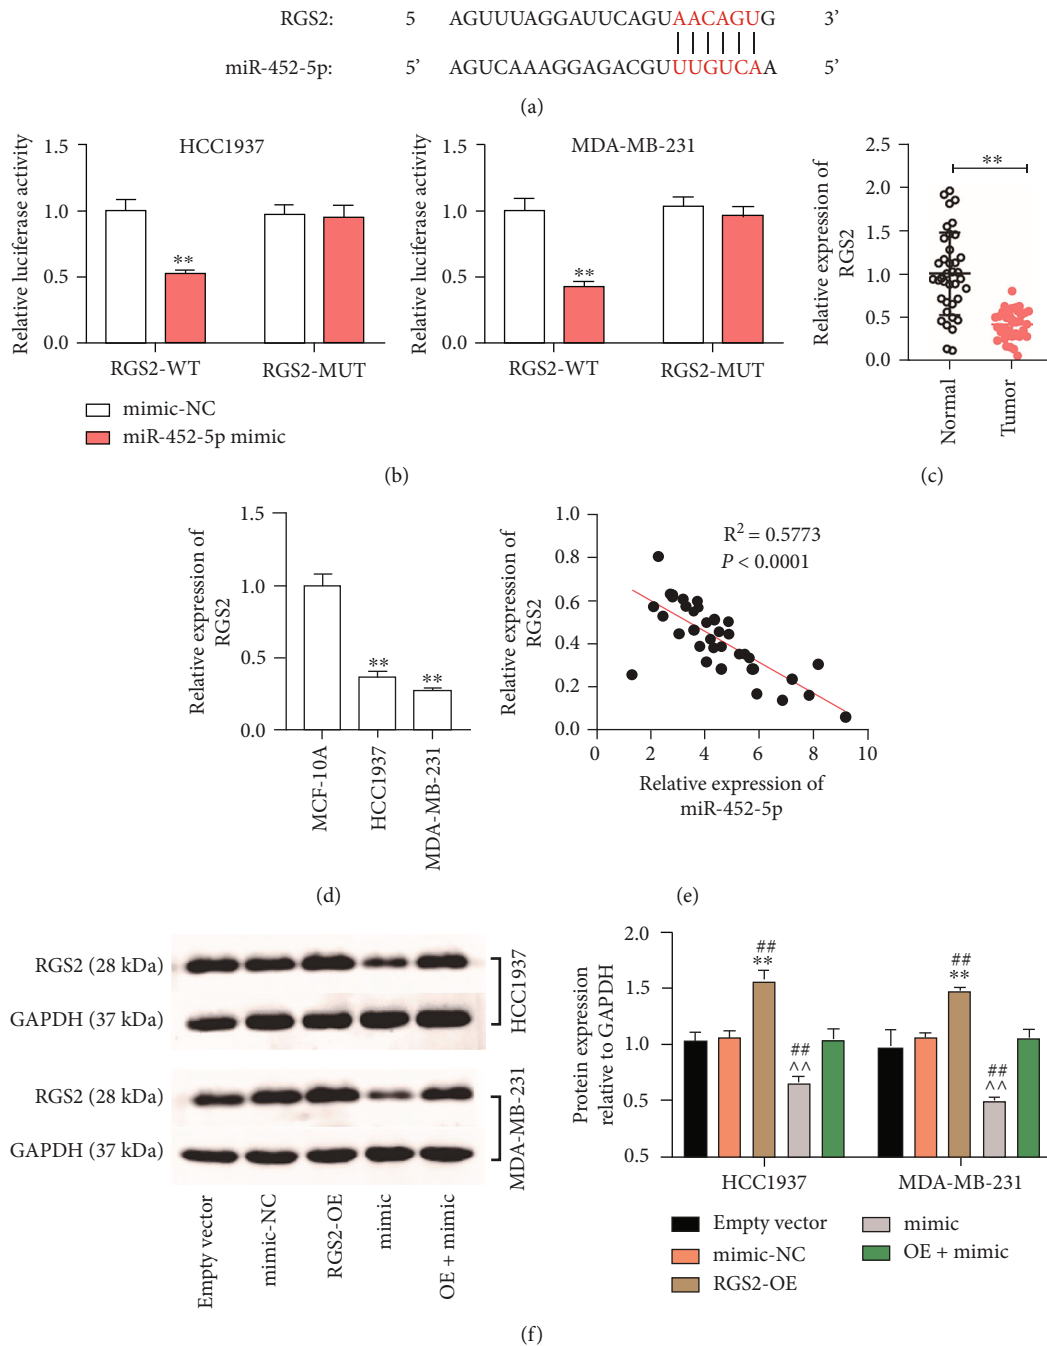 RGS2: 5 AGUUUAGGAUUCAGUAACAGUG 3’
miR-452-5p: 5’ AGUCAAAGGAGACGUUUGUCAA 5’
(a)
Relative luciferase activity
1.5
1.0
0.5
0.0
HCC1937
**
RGS2-WT RGS2-MUT
Relative luciferase activity
1.5
1.0
0.5
0.0
MDA-MB-231
**
RGS2-WT RGS2-MUT
mimic-NC
miR-452-5p mimic
(b)
Relative expression of
RGS2
2.5
2.0
1.5
1.0
0.5
0.0
**
Normal
Tumor
(c)
Relative expression of
RGS2
1.5
1.0
0.5
0.0
**
**
MCF-10A
HCC1937
MDA-MB-231
(d)
Relative expression of
RGS2
1.0
0.8
0.6
0.4
0.2
0.0
R2 = 0.5773
P < 0.0001
0 2 4 6 8 10
Relative expression of
miR-452-5p
(e)
RGS2 (28 kDa)
GAPDH (37 kDa)
HCC1937
RGS2 (28 kDa)
GAPDH (37 kDa)
MDA-MB-231
Empty vector
mimic-NC
RGS2-OE
mimic
OE + mimic
Protein expression
relative to GAPDH
2.0
1.5
1.0
0.5
0.5
##
**
##
^^
##
**
##
^^
HCC1937 MDA-MB-231
Empty vector
mimic-NC
RGS2-OE
mimic
OE + mimic
(f)